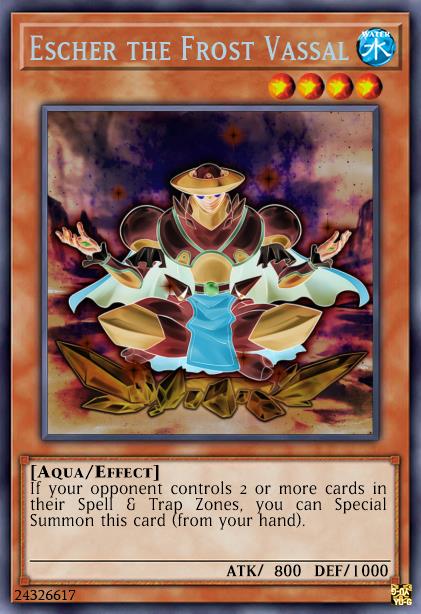 Escher the Frost Vassal
WATER
水
[Aqua/Effect]
If your opponent controls 2 or more cards in
their Spell & Trap Zones, you can Special
Summon this card (from your hand).
ATK/ 800 DEF/1000
24326617